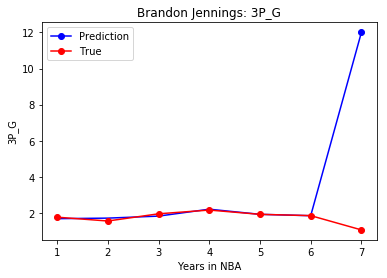 Brandon Jennings: 3P_G
Prediction
True
12
10
8
6
4
2
3P_G
1 2 3 4 5 6 7
Years in NBA